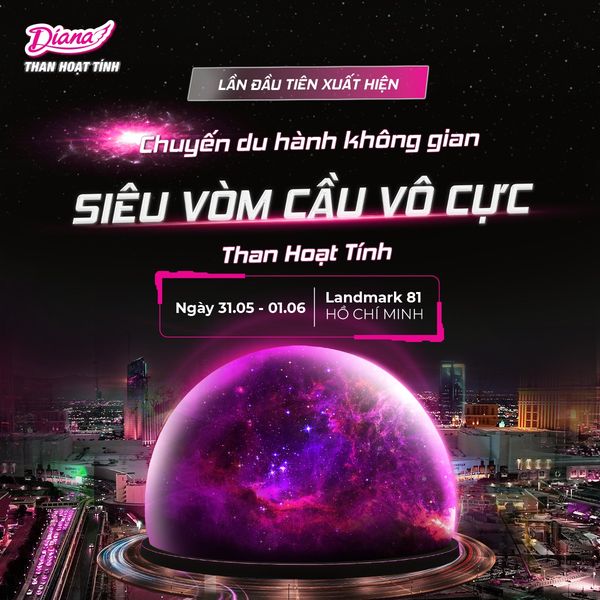 Diana
THAN HOẠT TÍNH
LẦN ĐẦU TIÊN XUẤT HIỆN
Chuyến du hành không gian
SIÊU VÒM CẦU VÔ CỰC
Than Hoạt Tính
Ngày 31.05 - 01.06
Landmark 81
HỒ CHÍ MINH